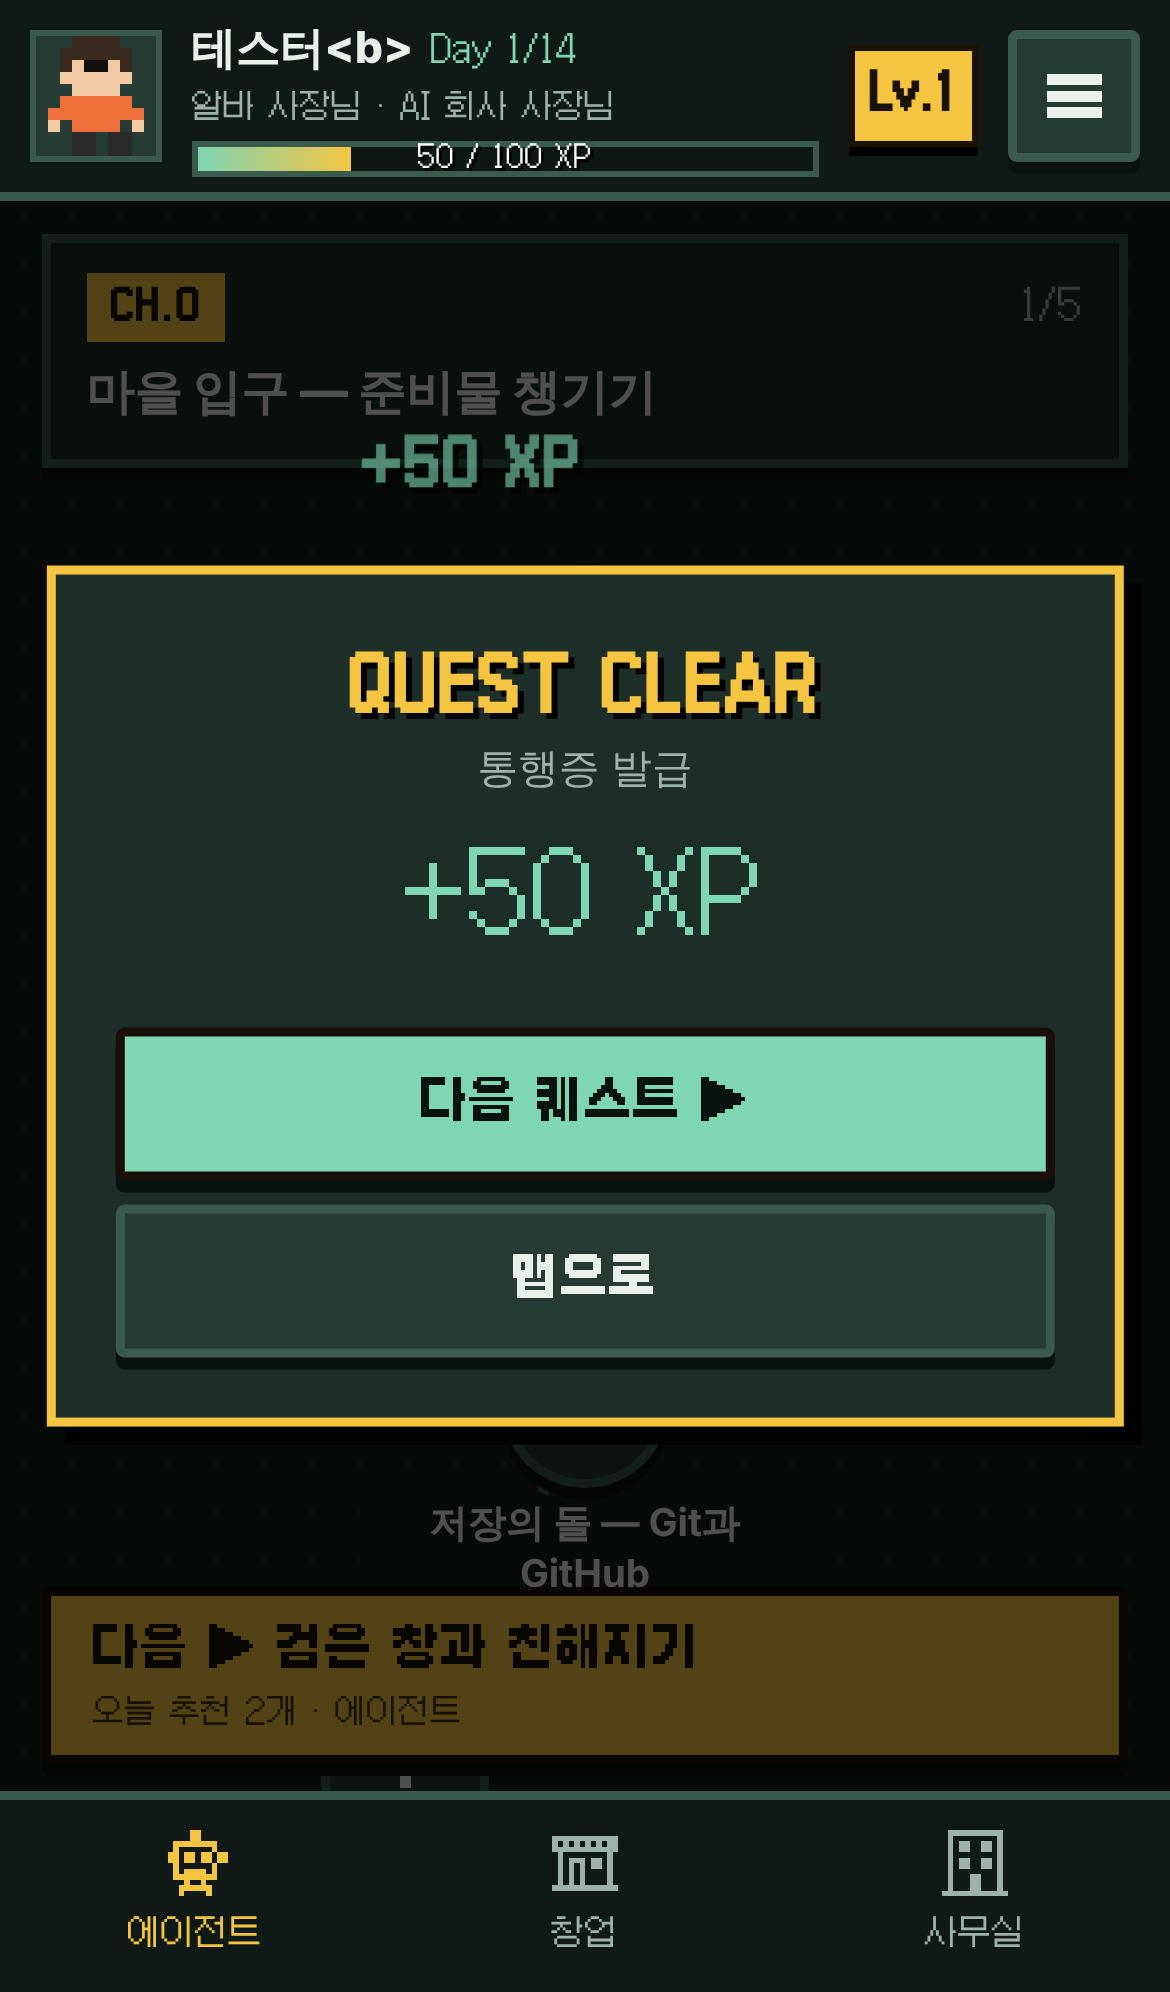 테스터<b> Day 1/14
알바 사장님 · AI 회사 사장님
50 / 100 XP
Lv.1
CH.0
1/5
마을 입구 — 준비물 챙기기
+50 XP
QUEST CLEAR
통행증 발급
+50 XP
다음 퀘스트 ▶
맵으로
저장의 돌 — Git과
GitHub
다음 ▶ 검은 창과 친해지기
오늘 추천 2개 · 에이전트
에이전트
창업
사무실